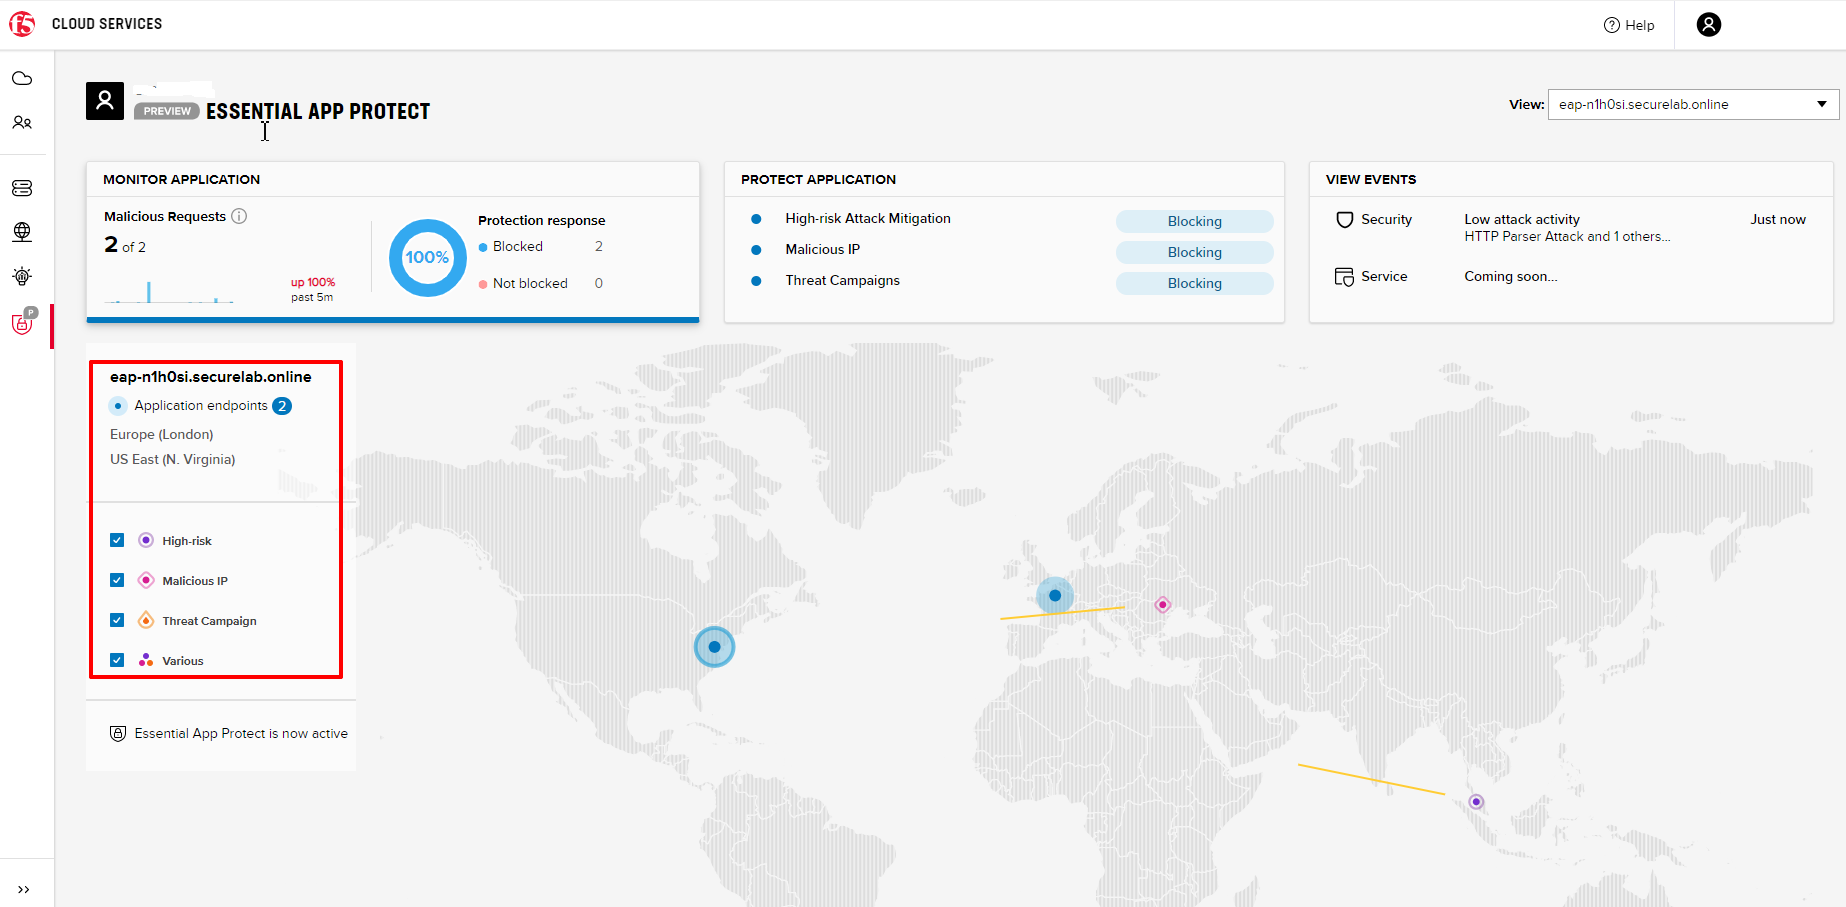 f5 CLOUD SERVICES
Help
PREVIEW ESSENTIAL APP PROTECT
View: eap-n1h0si.securelab.online
MONITOR APPLICATION
Malicious Requests
2 of 2
up 100%
past 5m
100%
Protection response
Blocked 2
Not blocked 0
PROTECT APPLICATION
High-risk Attack Mitigation Blocking
Malicious IP Blocking
Threat Campaigns Blocking
VIEW EVENTS
Security Low attack activity Just now
HTTP Parser Attack and 1 others...
Service Coming soon...
P
eap-n1h0si.securelab.online
Application endpoints 2
Europe (London)
US East (N. Virginia)
High-risk
Malicious IP
Threat Campaign
Various
Essential App Protect is now active